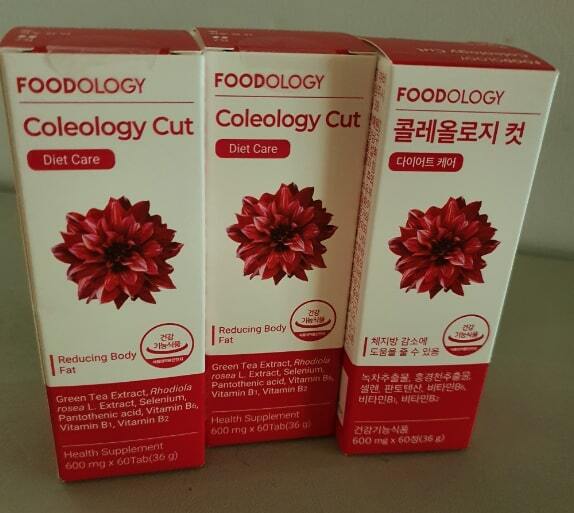 FOODOLOGY
Coleology Cut
Diet Care
건강
기능식품
Reducing Body
Fat
Green Tea Extract, Rhodiola
rosea L. Extract, Selenium,
Pantothenic acid, Vitamin B6,
Vitamin B1, Vitamin B2
Health Supplement
600 mg x 60Tab(36 g)
FOODOLOGY
Coleology Cut
Diet Care
건강
기능식품
Reducing Body
Fat
Green Tea Extract, Rhodiola
rosea L. Extract, Selenium,
Pantothenic acid, Vitamin B6,
Vitamin B1, Vitamin B2
Health Supplement
600 mg x 60Tab(36 g)
FOODOLOGY
Coleology Cut
FOODOLOGY
콜레올로지 컷
다이어트 케어
건강
기능식품
체지방 감소에
도움을 줄 수 있음
녹차추출물, 홍경천추출물,
셀렌, 판토텐산, 비타민B6,
비타민B1, 비타민B2
건강기능식품
600 mg x 60정(36 g)